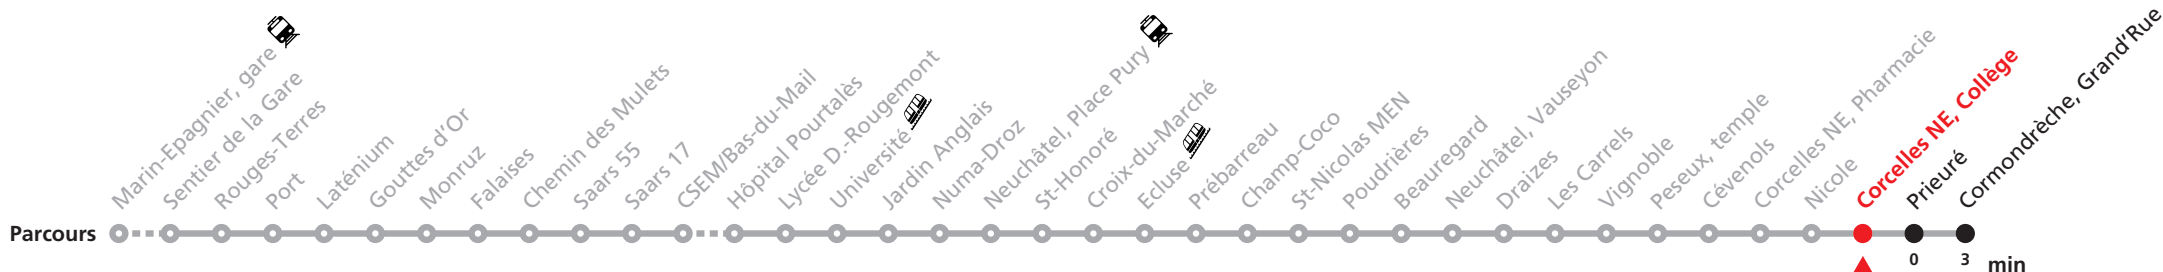 Marin-Epagnier, gare
Sentier de la Gare
Rouges-Terres
Port
Laténium
Gouttes d'Or
Monruz
Falaises
Chemin des Mulets
Saars 55
Saars 17
CSEM/Bas-du-Mail
Hôpital Pourtalès
Lycée D.-Rougemont
Université
Jardin Anglais
Numa-Droz
Neuchâtel, Place Pury
St-Honoré
Croix-du-Marché
Ecluse
Prébarreau
Champ-Coco
St-Nicolas MEN
Poudrières
Beauregard
Neuchâtel, Vauseyon
Draizes
Les Carrels
Vignoble
Peseux, temple
Cévenols
Corcelles NE, Pharmacie
Nicole
Corcelles NE, Collège
Prieuré
Cormondrèche, Grand'Rue
Parcours
0 3 min